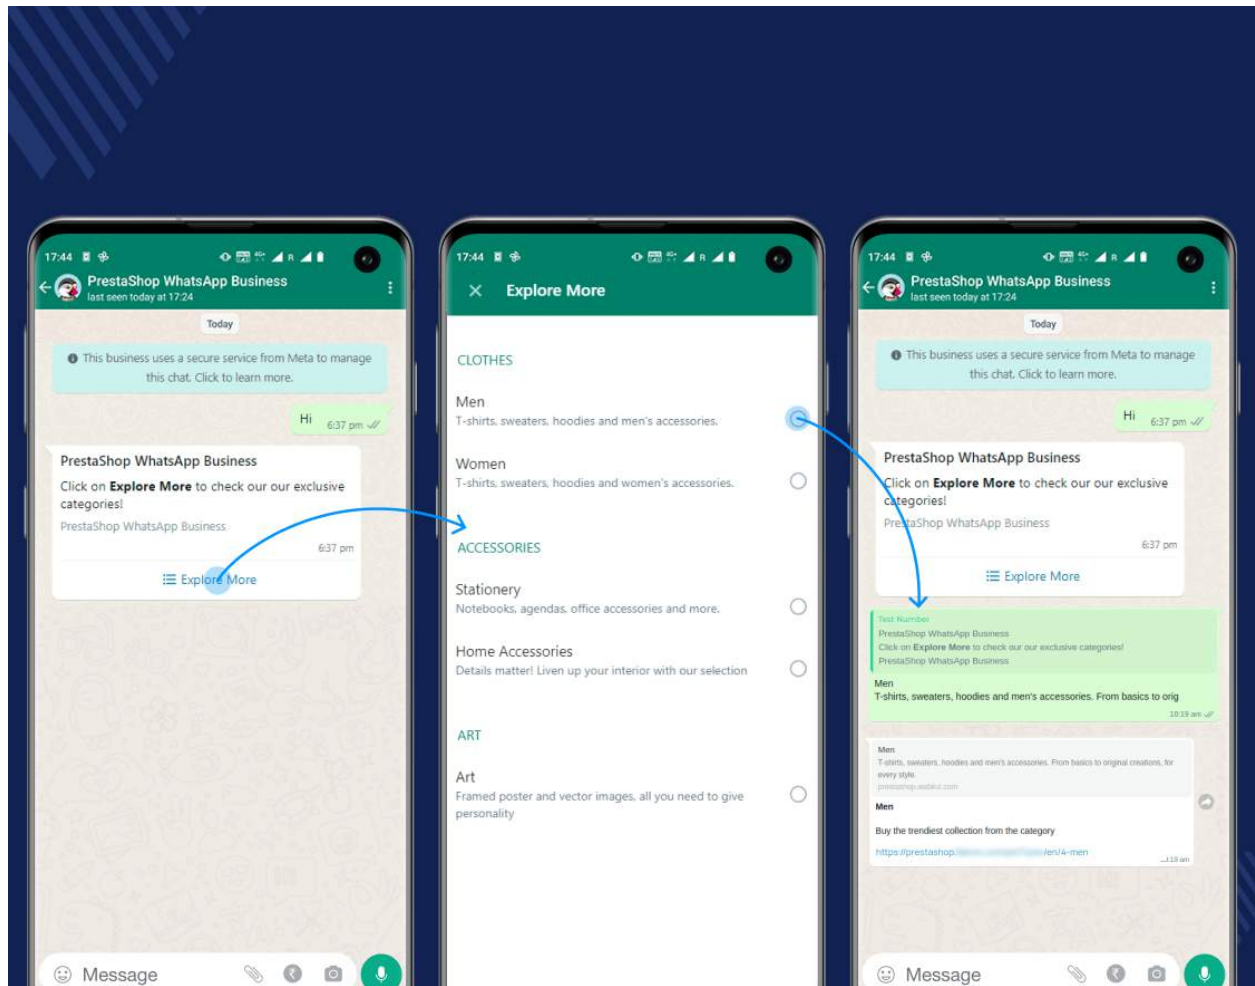 17:44
R
PrestaShop WhatsApp Business
last seen today at 17:24
Today
This business uses a secure service from Meta to manage
this chat. Click to learn more.
Hi
6:37 pm
PrestaShop WhatsApp Business
Click on Explore More to check our our exclusive
categories!
PrestaShop WhatsApp Business
6:37 pm
Explore More
Message
₹
17:44
R
Explore More
CLOTHES
Men
T-shirts, sweaters, hoodies and men's accessories.
Women
T-shirts, sweaters, hoodies and women's accessories.
ACCESSORIES
Stationery
Notebooks, agendas, office accessories and more.
Home Accessories
Details matter! Liven up your interior with our selection
ART
Art
Framed poster and vector images, all you need to give
personality
17:44
R
PrestaShop WhatsApp Business
last seen today at 17:24
Today
This business uses a secure service from Meta to manage
this chat. Click to learn more.
Hi
6:37 pm
PrestaShop WhatsApp Business
Click on Explore More to check our our exclusive
categories!
PrestaShop WhatsApp Business
6:37 pm
Explore More
Test Number
PrestaShop WhatsApp Business
Click on Explore More to check our our exclusive categories!
PrestaShop WhatsApp Business
Men
T-shirts, sweaters, hoodies and men's accessories. From basics to orig
10:19 am
Men
T-shirts, sweaters, hoodies and men's accessories. From basics to original creations, for
every style.
prestashop.webkul.com
Men
Buy the trendiest collection from the category
https://prestashop. /en/4-men
Message
₹